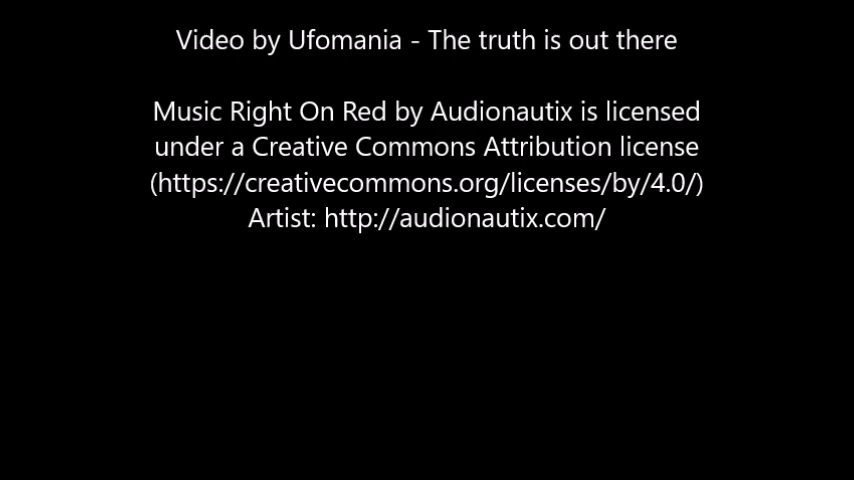 Video by Ufomania - The truth is out there
Music Right On Red by Audionautix is licensed
under a Creative Commons Attribution license
(https://creativecommons.org/licenses/by/4.0/)
Artist: http://audionautix.com/